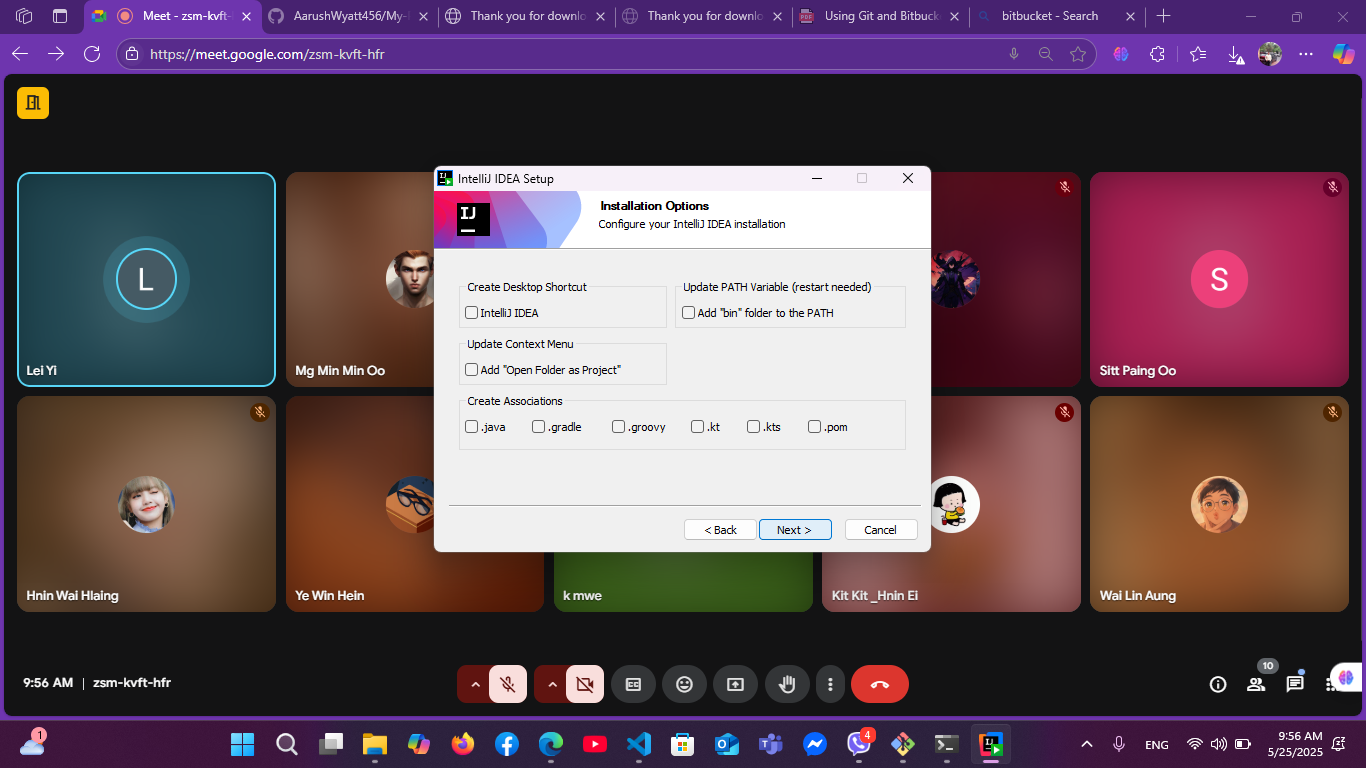 Meet - zsm-kvft-
AarushWyatt456/My-
Thank you for downlo
Thank you for downlo
Using Git and Bitbuck
bitbucket - Search
https://meet.google.com/zsm-kvft-hfr
IntelliJ IDEA Setup
IJ
Installation Options
Configure your IntelliJ IDEA installation
Create Desktop Shortcut
Update PATH Variable (restart needed)
IntelliJ IDEA
Add "bin" folder to the PATH
Update Context Menu
Add "Open Folder as Project"
Create Associations
.java
.gradle
.groovy
.kt
.kts
.pom
< Back
Next >
Cancel
L
Lei Yi
Mg Min Min Oo
S
Sitt Paing Oo
Hnin Wai Hlaing
Ye Win Hein
k mwe
Kit Kit _Hnin Ei
Wai Lin Aung
9:56 AM | zsm-kvft-hfr
10
1
4
ENG
9:56 AM
5/25/2025